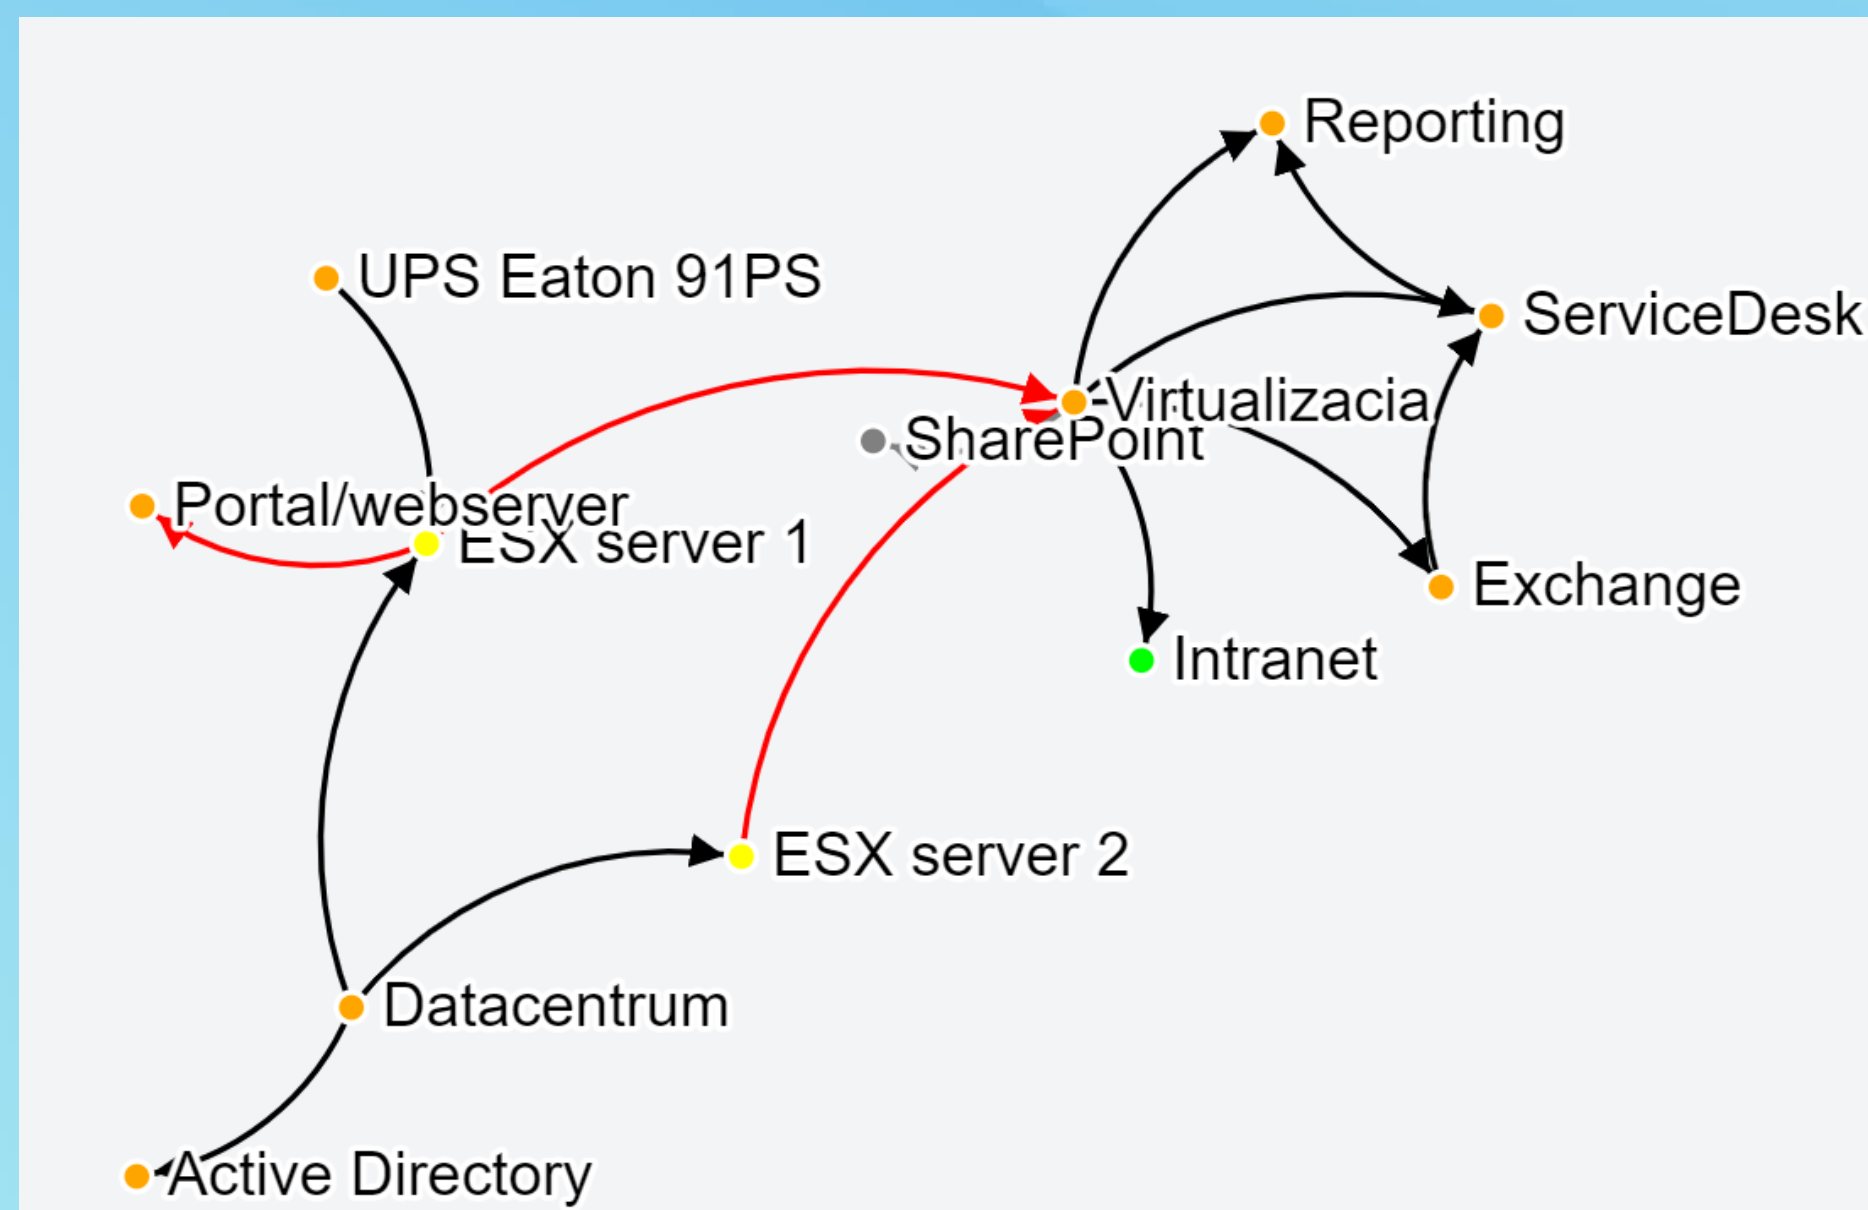 Reporting
UPS Eaton 91PS
ServiceDesk
Virtualizacia
SharePoint
Portal/webserver
ESX server 1
Exchange
Intranet
ESX server 2
Datacentrum
Active Directory